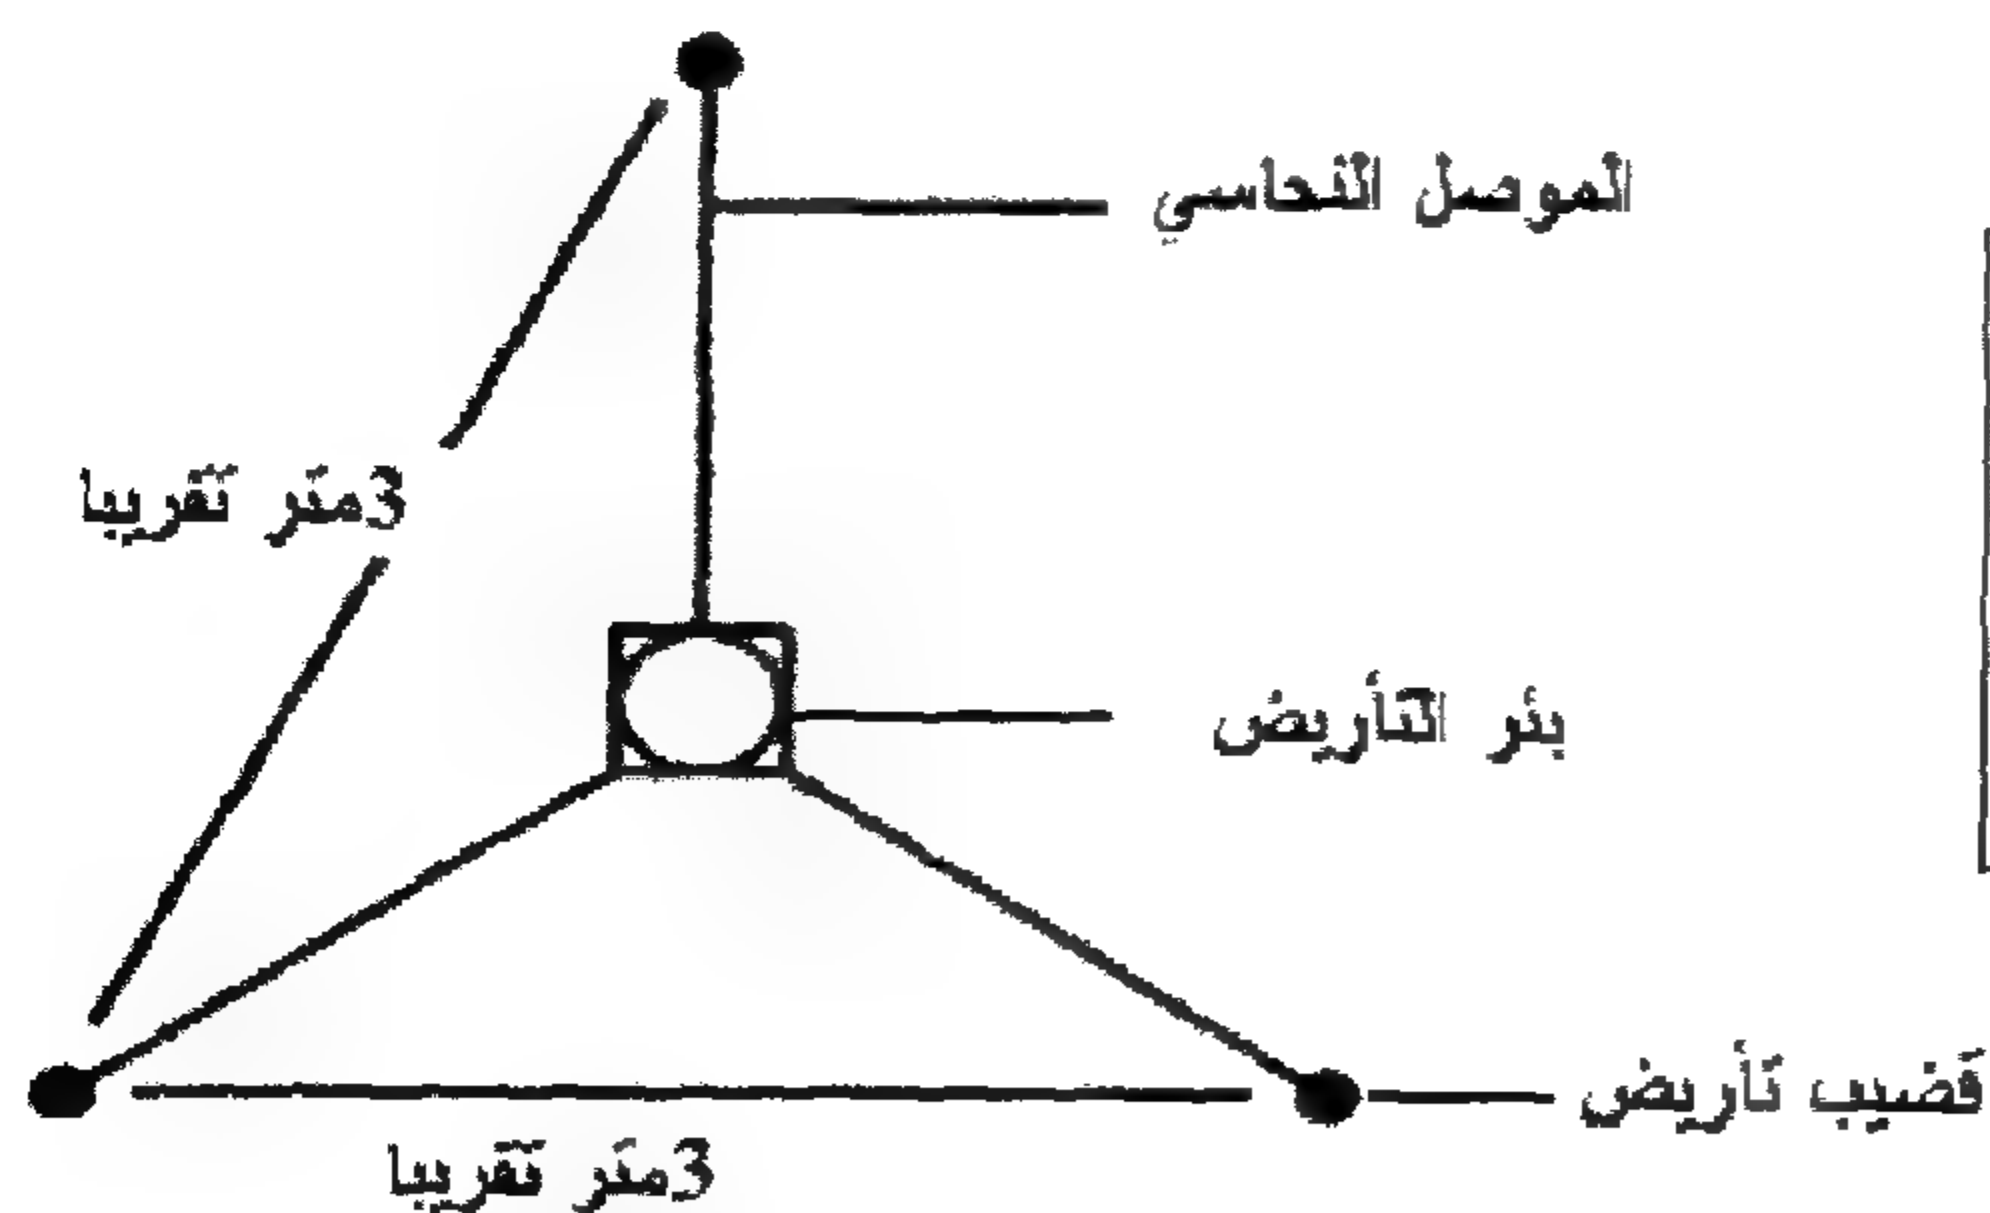 الموصل النحاسي
3متر تقريبا
بئر التأريض
قضيب تأريض
3متر تقريبا